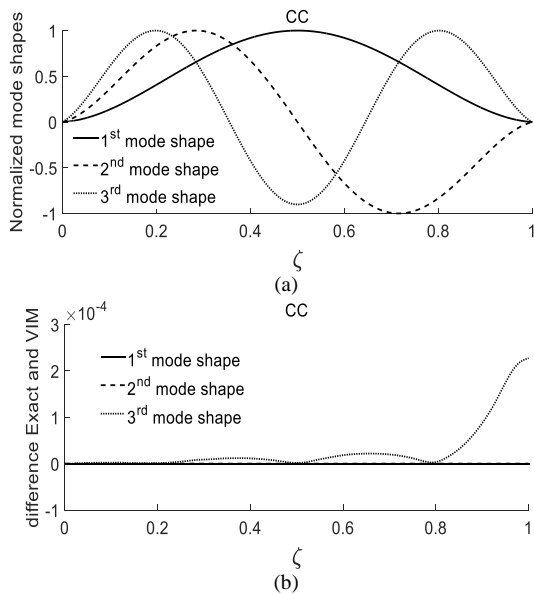 CC
Normalized mode shapes
1
0.5
0
-0.5
-1
1st mode shape
2nd mode shape
3rd mode shape
0 0.2 0.4 0.6 0.8 1
ζ
(a)
CC
×10-4
difference Exact and VIM
3
2
1
0
-1
1st mode shape
2nd mode shape
3rd mode shape
0 0.2 0.4 0.6 0.8 1
ζ
(b)